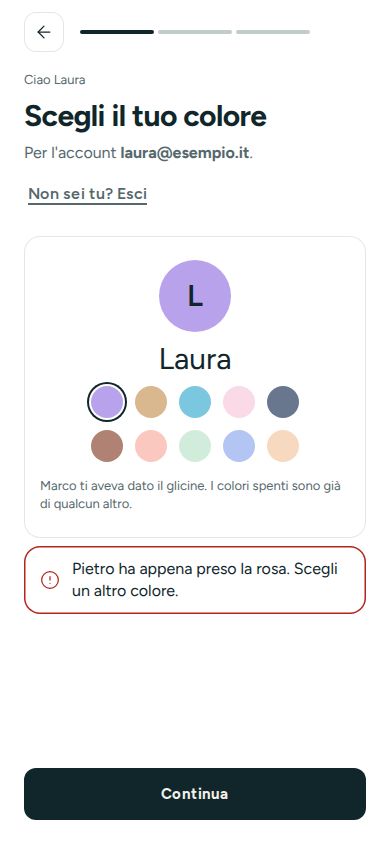 Ciao Laura
Scegli il tuo colore
Per l'account laura@esempio.it.
Non sei tu? Esci
L
Laura
Marco ti aveva dato il glicine. I colori spenti sono già
di qualcun altro.
Pietro ha appena preso la rosa. Scegli
un altro colore.
Continua